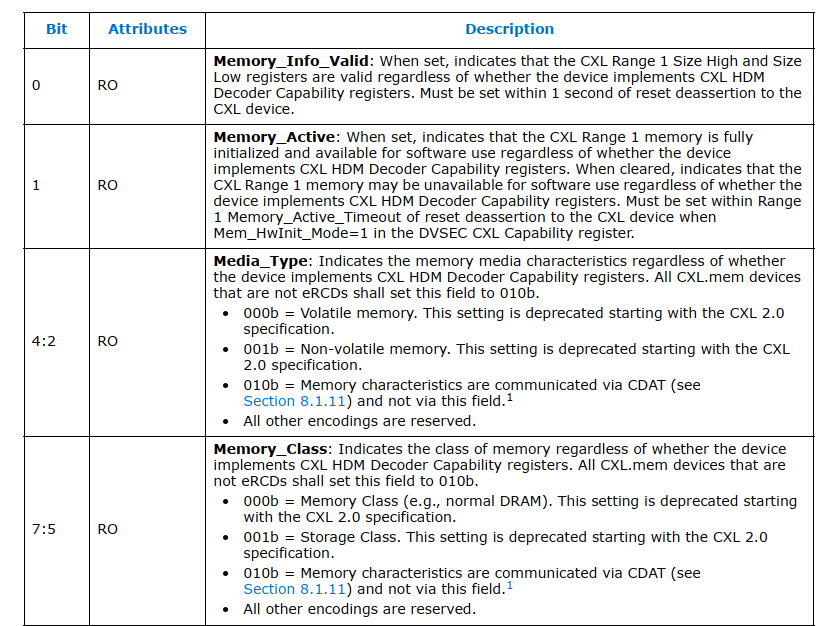 Bit Attributes Description
0 RO
Memory_Info_Valid: When set, indicates that the CXL Range 1 Size High and Size
Low registers are valid regardless of whether the device implements CXL HDM
Decoder Capability registers. Must be set within 1 second of reset deassertion to the
CXL device.
1 RO
Memory_Active: When set, indicates that the CXL Range 1 memory is fully
initialized and available for software use regardless of whether the device
implements CXL HDM Decoder Capability registers. When cleared, indicates that the
CXL Range 1 memory may be unavailable for software use regardless of whether the
device implements CXL HDM Decoder Capability registers. Must be set within Range
1 Memory_Active_Timeout of reset deassertion to the CXL device when
Mem_HwInit_Mode=1 in the DVSEC CXL Capability register.
4:2 RO
Media_Type: Indicates the memory media characteristics regardless of whether
the device implements CXL HDM Decoder Capability registers. All CXL.mem devices
that are not eRCDs shall set this field to 010b.
• 000b = Volatile memory. This setting is deprecated starting with the CXL 2.0
specification.
• 001b = Non-volatile memory. This setting is deprecated starting with the CXL
2.0 specification.
• 010b = Memory characteristics are communicated via CDAT (see
Section 8.1.11) and not via this field.1
• All other encodings are reserved.
7:5 RO
Memory_Class: Indicates the class of memory regardless of whether the device
implements CXL HDM Decoder Capability registers. All CXL.mem devices that are
not eRCDs shall set this field to 010b.
• 000b = Memory Class (e.g., normal DRAM). This setting is deprecated starting
with the CXL 2.0 specification.
• 001b = Storage Class. This setting is deprecated starting with the CXL 2.0
specification.
• 010b = Memory characteristics are communicated via CDAT (see
Section 8.1.11) and not via this field.1
• All other encodings are reserved.